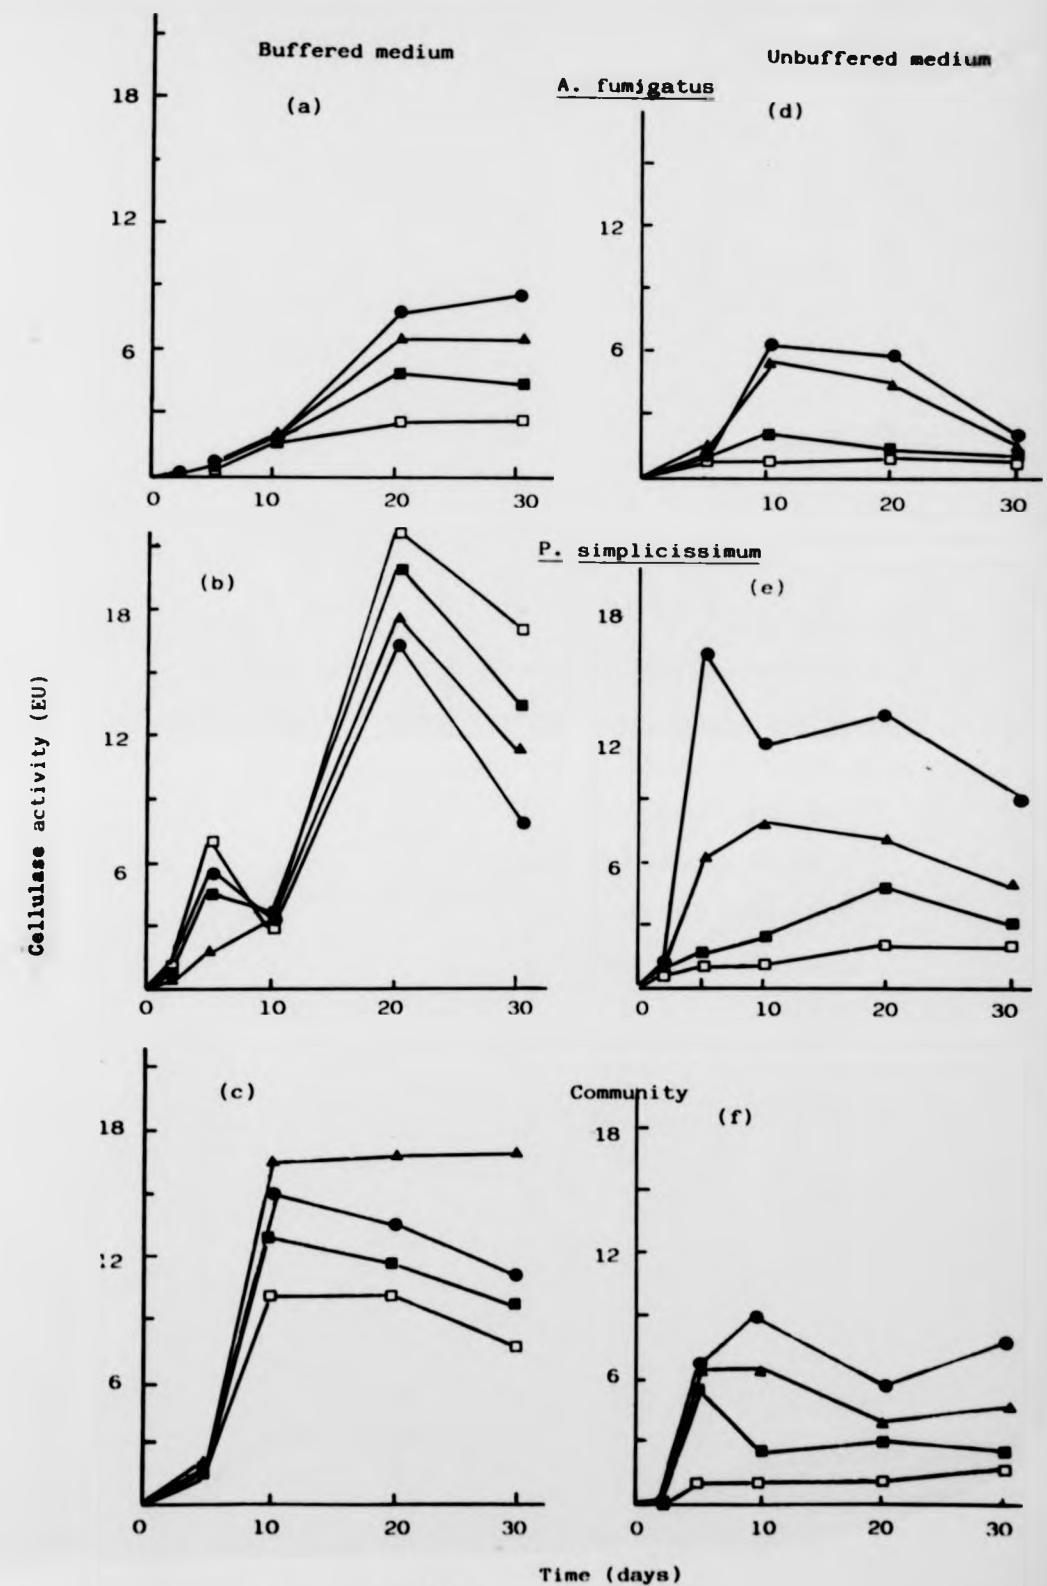 Buffered medium
Unbuffered medium
A. fumigatus
(a)
(d)
18
12
6
0 10 20 30
12
6
10 20 30
P. simplicissimum
(b)
(e)
18
12
6
0 10 20 30
18
12
6
0 10 20 30
Cellulase activity (EU)
Community
(c)
(f)
18
12
6
0 10 20 30
18
12
6
0 10 20 30
Time (days)